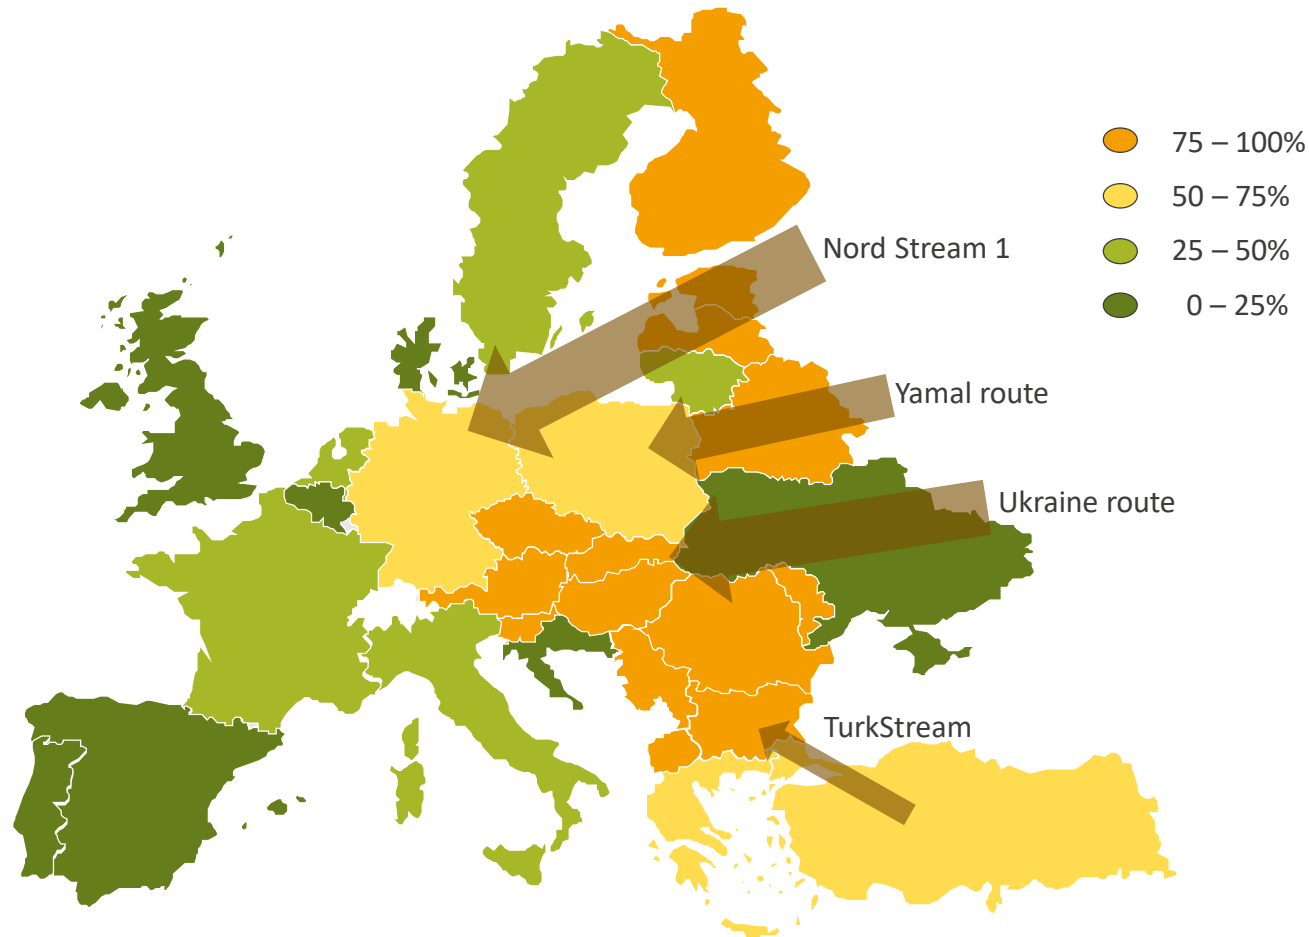 75 – 100%
50 – 75%
25 – 50%
0 – 25%
Nord Stream 1
Yamal route
Ukraine route
TurkStream